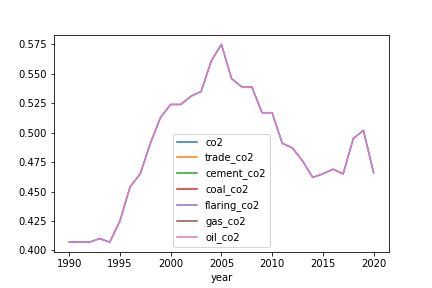 0.575
0.550
0.525
0.500
0.475
0.450
0.425
0.400
co2
trade_co2
cement_co2
coal_co2
flaring_co2
gas_co2
oil_co2
1990 1995 2000 2005 2010 2015 2020
year